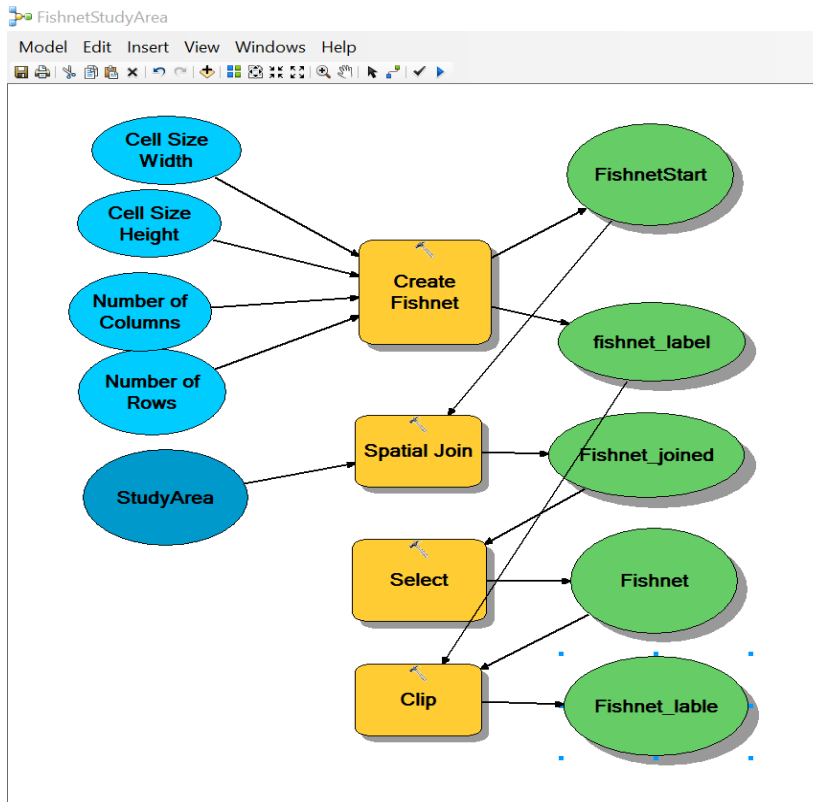 FishnetStudyArea
Model Edit Insert View Windows Help
Cell Size
Width
Cell Size
Height
Number of
Columns
Number of
Rows
StudyArea
Create
Fishnet
Spatial Join
Select
Clip
FishnetStart
fishnet_label
Fishnet_joined
Fishnet
Fishnet_lable